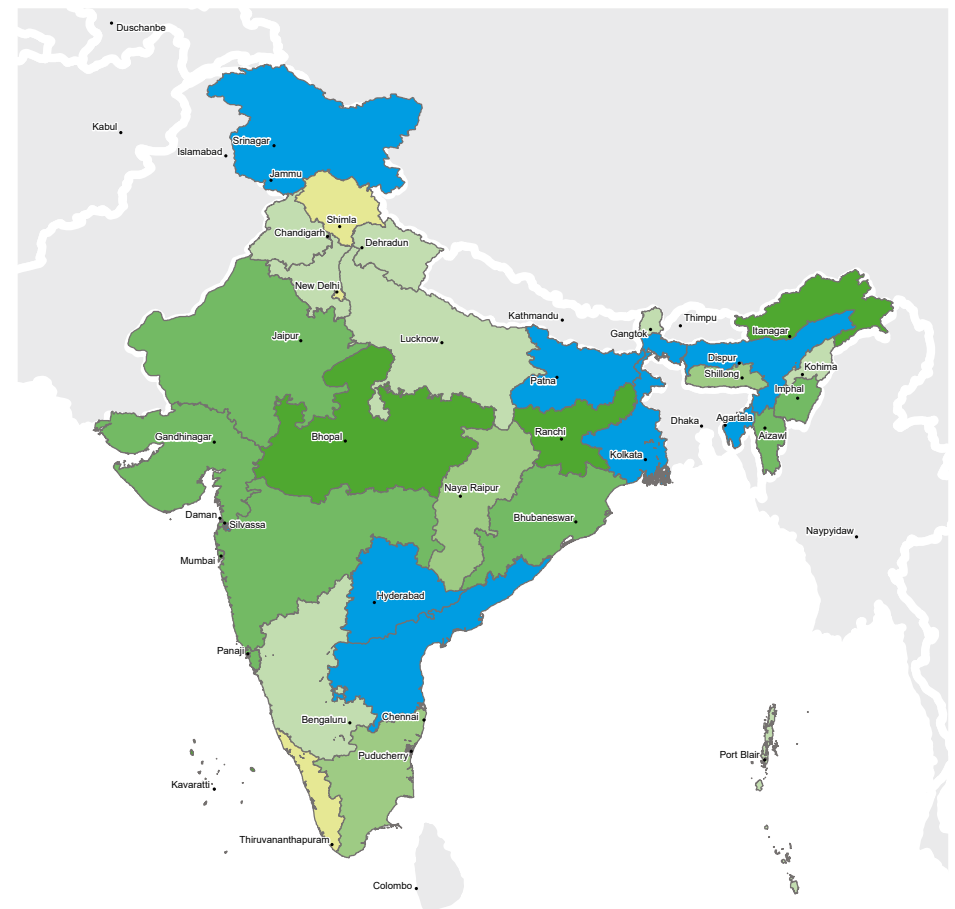 Duschanbe
Kabul
Islamabad
Srinagar
Jammu
Shimla
Chandigarh
Dehradun
New Delhi
Kathmandu
Thimpu
Gangtok
Itanagar
Jaipur
Lucknow
Dispur
Shillong
Kohima
Patna
Imphal
Dhaka
Agartala
Gandhinagar
Bhopal
Ranchi
Aizawl
Kolkata
Naya Raipur
Daman
Silvassa
Bhubaneswar
Naypyidaw
Mumbai
Hyderabad
Panaji
Bengaluru
Chennai
Puducherry
Port Blair
Kavaratti
Thiruvananthapuram
Colombo